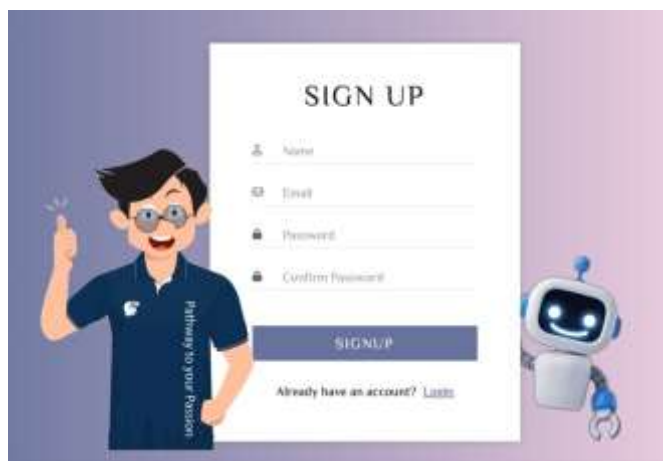 SIGN UP
Name
Email
Password
Confirm Password
SIGNUP
Already have an account? Login
Pathway to your Passion